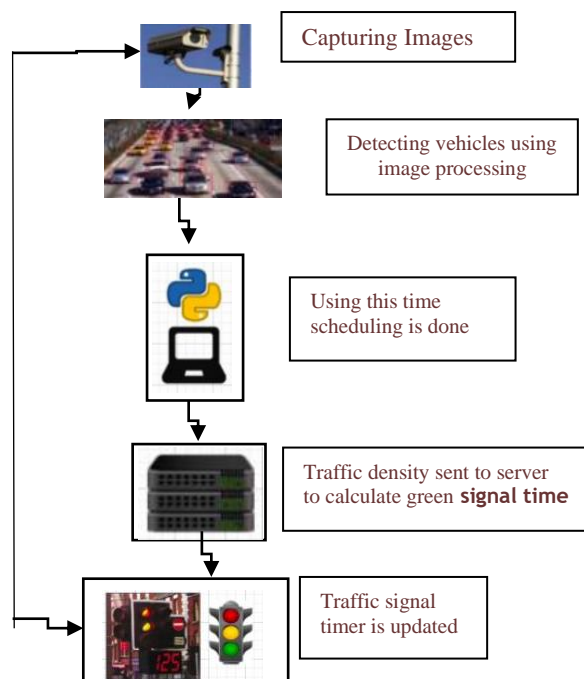 Capturing Images
Detecting vehicles using
image processing
Using this time
scheduling is done
Traffic density sent to server
to calculate green signal time
Traffic signal
timer is updated
125